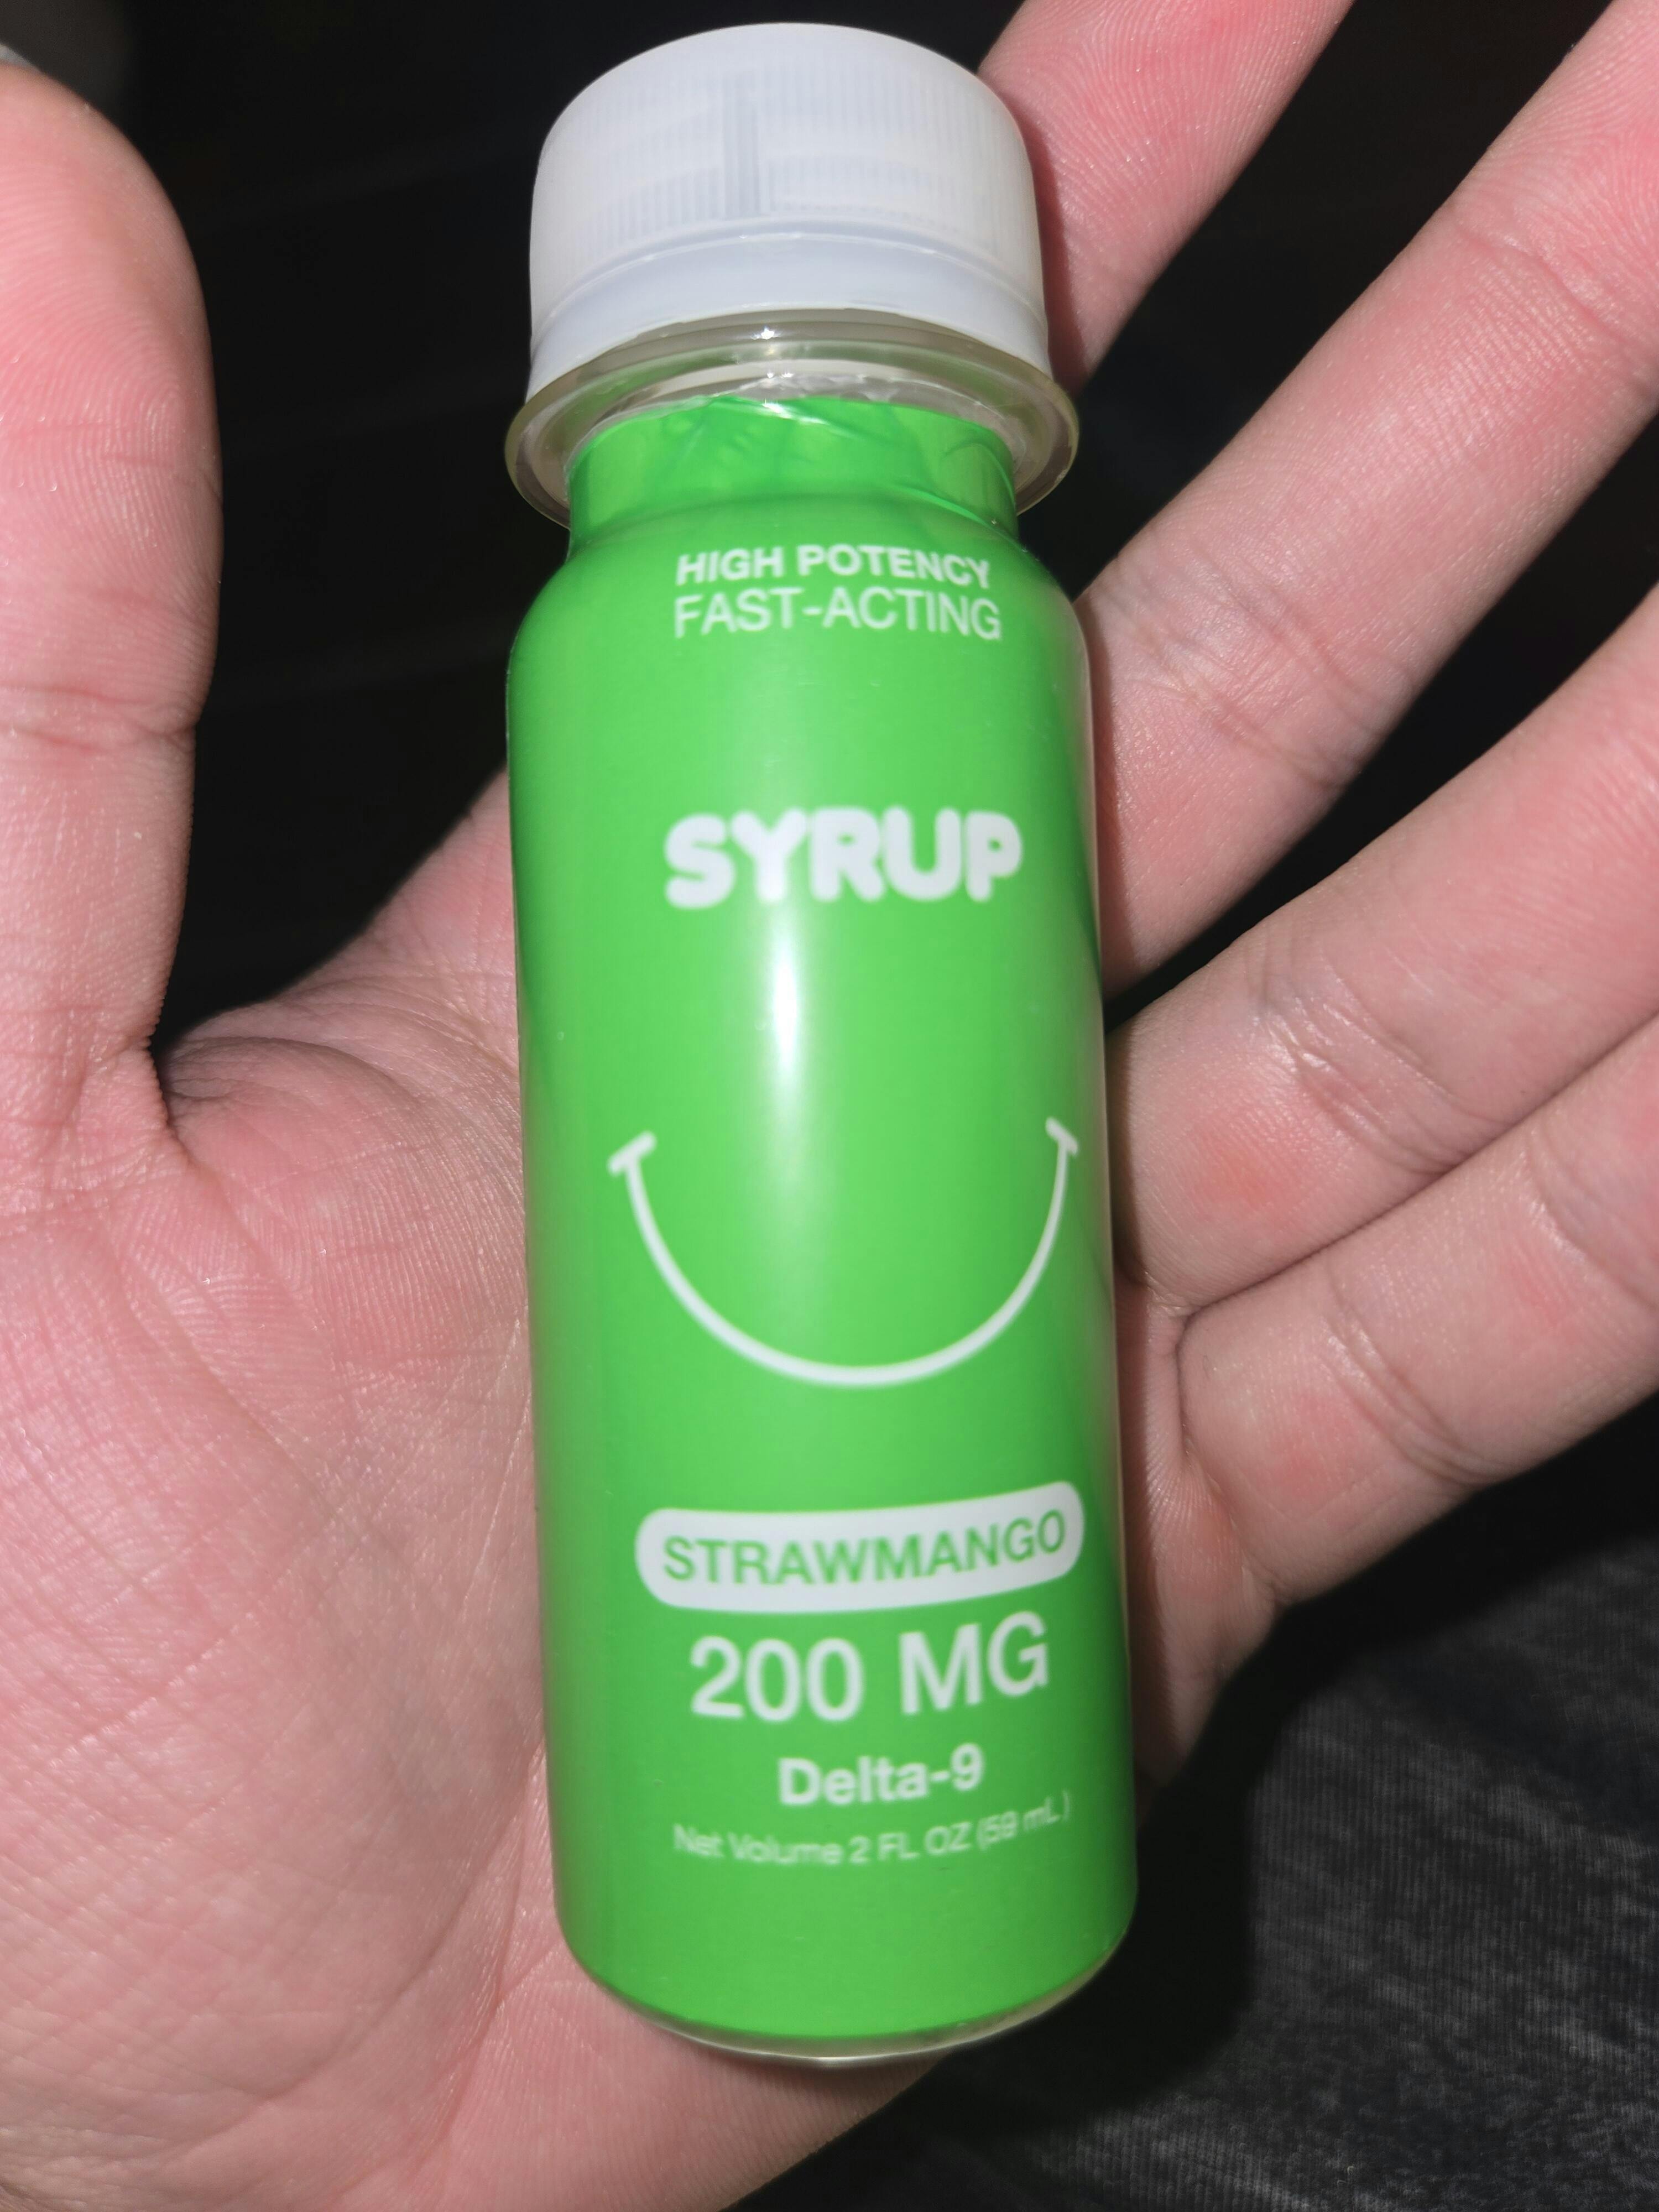 HIGH POTENCY
FAST-ACTING
SYRUP
STRAWMANGO
200 MG
Delta-9
Net Volume 2 FL OZ (59 mL)